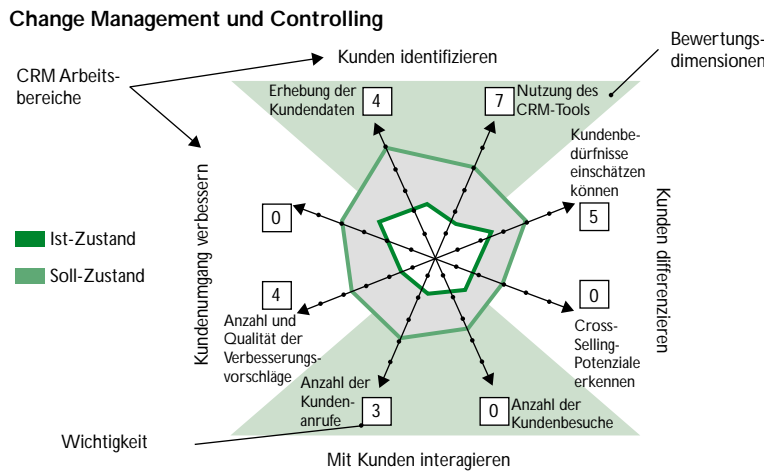 Change Management und Controlling
Kunden identifizieren
Bewertungs-
dimensionen
CRM Arbeits-
bereiche
Erhebung der
Kundendaten
4
7
Nutzung des
CRM-Tools
Kundenbe-
dürfnisse
einschätzen
können
5
Kunden differenzieren
0
Cross-
Selling-
Potenziale
erkennen
Kundenumgang verbessern
0
Ist-Zustand
Soll-Zustand
4
Anzahl und
Qualität der
Verbesserungs-
vorschläge
Anzahl der
Kunden-
anrufe
3
0
Anzahl der
Kundenbesuche
Wichtigkeit
Mit Kunden interagieren